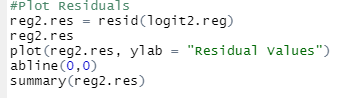 #Plot Residuals
reg2.res = resid(logit2.reg)
reg2.res
plot(reg2.res, ylab = "Residual Values")
abline(0,0)
summary(reg2.res)